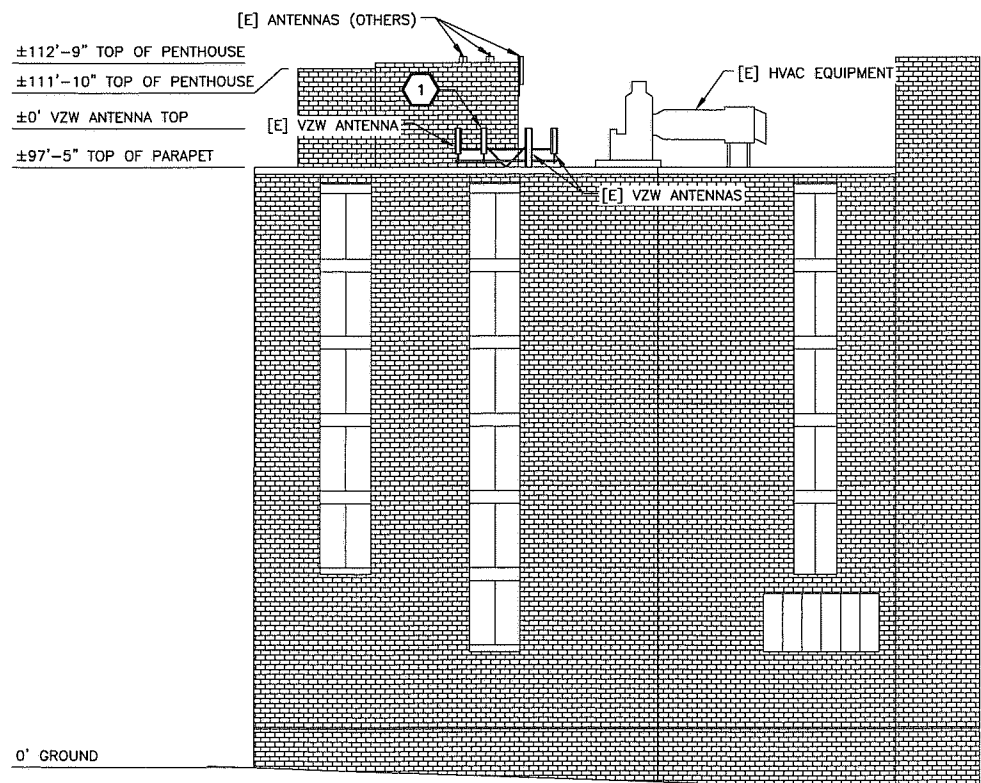 [E] ANTENNAS (OTHERS)
±112'-9" TOP OF PENTHOUSE
±111'-10" TOP OF PENTHOUSE
[E] HVAC EQUIPMENT
1
±0' VZW ANTENNA TOP
[E] VZW ANTENNA
±97'-5" TOP OF PARAPET
[E] VZW ANTENNAS
0' GROUND